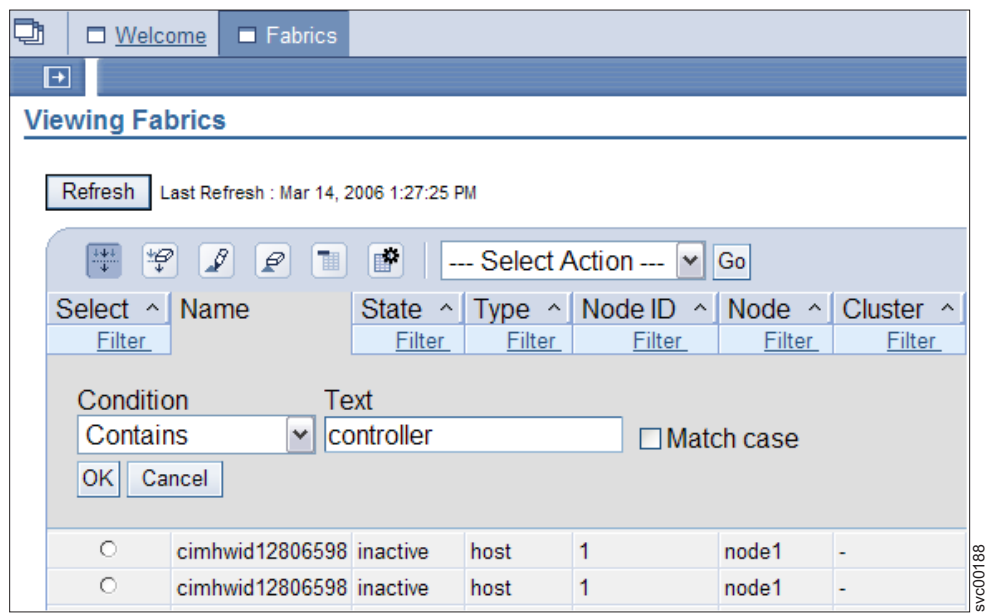 Welcome Fabrics
Viewing Fabrics
Refresh Last Refresh : Mar 14, 2006 1:27:25 PM
--- Select Action --- Go
Select Name State Type Node ID Node Cluster
Filter Filter Filter Filter Filter Filter
Condition Text
Contains controller Match case
OK Cancel
cimhwid12806598 inactive host 1 node1 -
cimhwid12806598 inactive host 1 node1 -
svc00188